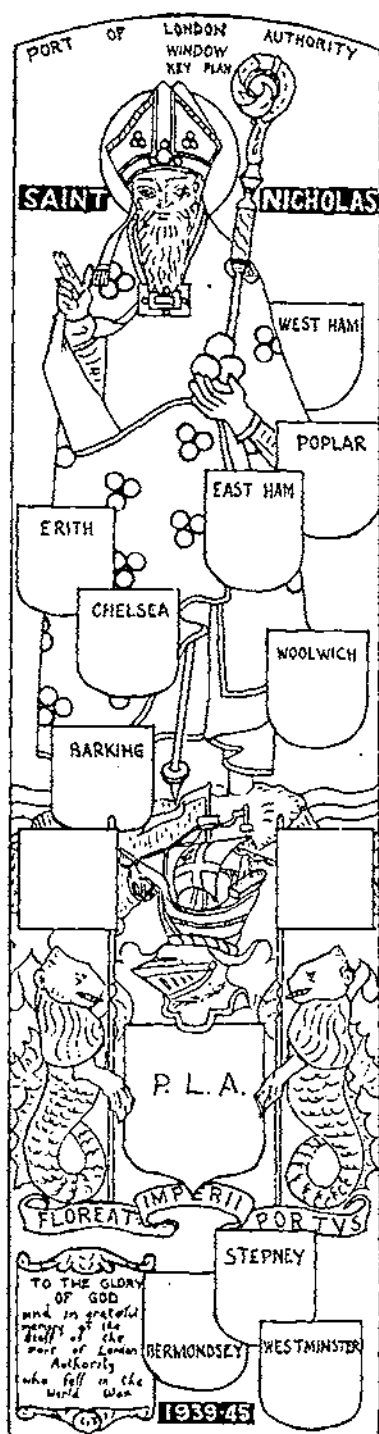 PORT OF LONDON AUTHORITY
WINDOW
KEY PLAN
SAINT NICHOLAS
WEST HAM
POPLAR
EAST HAM
ERITH
CHELSEA
WOOLWICH
BARKING
P. L. A.
FLOREAT IMPERII PORTVS
STEPNEY
BERMONDSEY
WESTMINSTER
TO THE GLORY
OF GOD
and in grateful
memory of the
Staff of the
Port of London
Authority
who fell in the
World War
1939-45